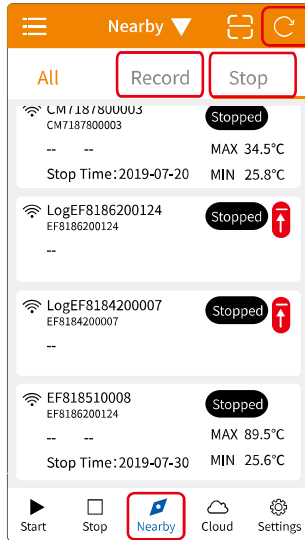 Nearby
All Record Stop
CM7187800003 Stopped
CM7187800003
-- -- MAX 34.5°C
Stop Time:2019-07-20 MIN 25.8°C
LogEF8186200124 Stopped
EF8186200124
--
LogEF8184200007 Stopped
EF8184200007
--
EF818510008 Stopped
EF8186200124
-- -- MAX 89.5°C
Stop Time:2019-07-30 MIN 25.6°C
Start Stop Nearby Cloud Settings